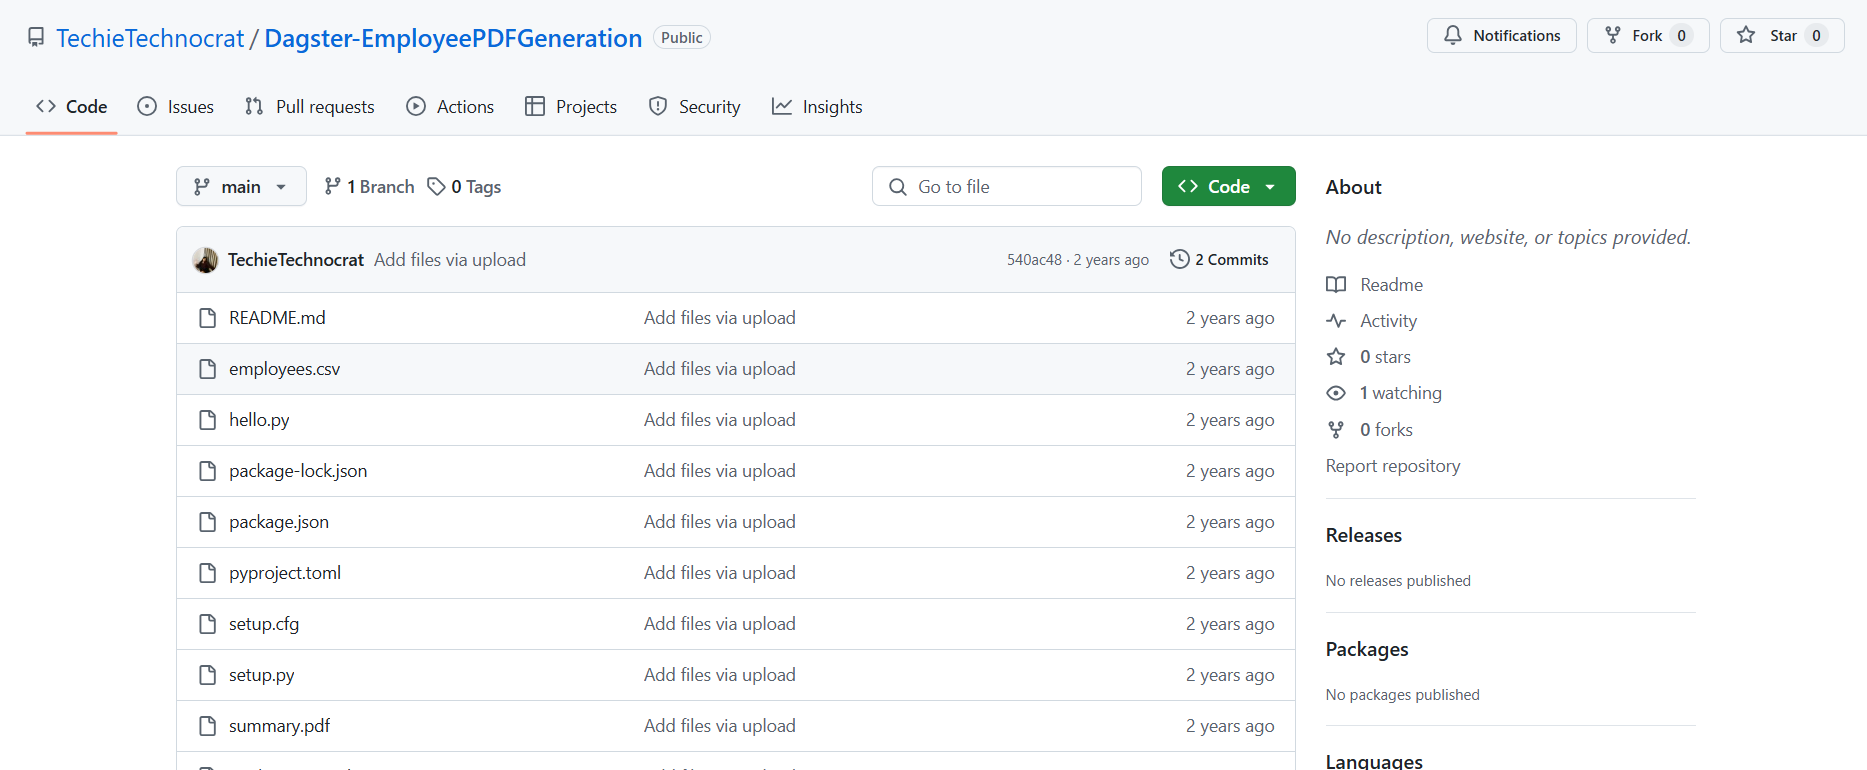 TechieTechnocrat / Dagster-EmployeePDFGeneration Public Notifications Fork 0 Star 0
Code Issues Pull requests Actions Projects Security Insights
main 1 Branch 0 Tags Go to file Code
TechieTechnocrat Add files via upload 540ac48 · 2 years ago 2 Commits
README.md Add files via upload 2 years ago
employees.csv Add files via upload 2 years ago
hello.py Add files via upload 2 years ago
package-lock.json Add files via upload 2 years ago
package.json Add files via upload 2 years ago
pyproject.toml Add files via upload 2 years ago
setup.cfg Add files via upload 2 years ago
setup.py Add files via upload 2 years ago
summary.pdf Add files via upload 2 years ago
About
No description, website, or topics provided.
Readme
Activity
0 stars
1 watching
0 forks
Report repository
Releases
No releases published
Packages
No packages published
Languages